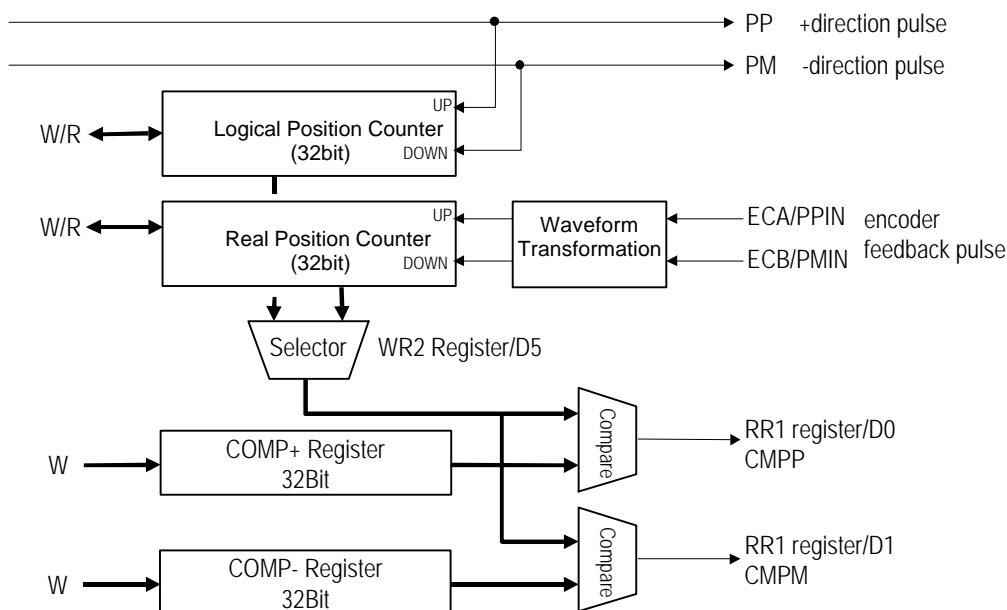 PP +direction pulse
PM -direction pulse
UP
W/R Logical Position Counter
(32bit)
DOWN
UP
W/R Real Position Counter
(32bit)
DOWN
Waveform
Transformation
ECA/PPIN
ECB/PMIN
encoder
feedback pulse
Selector WR2 Register/D5
Compare
RR1 register/D0
CMPP
W COMP+ Register
32Bit
Compare
RR1 register/D1
CMPM
W COMP- Register
32Bit